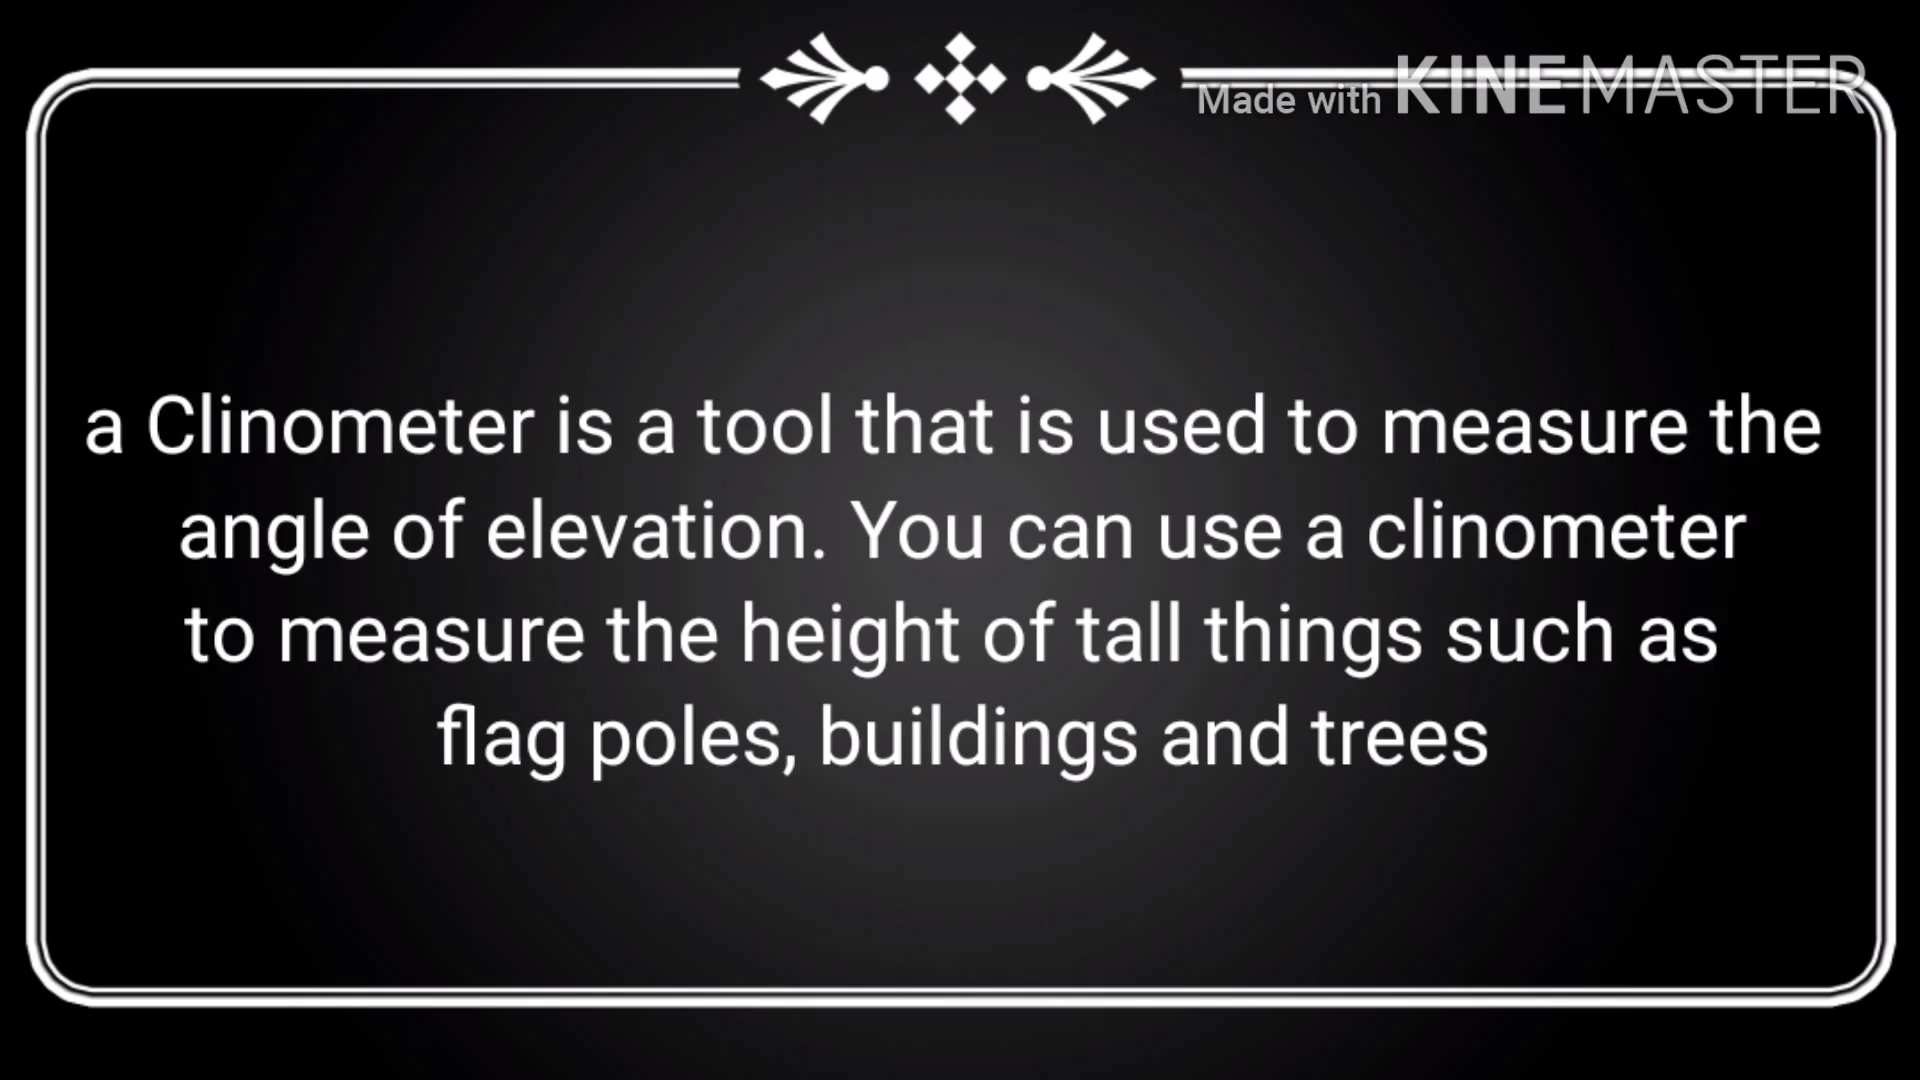 Made with KINEMASTER
a Clinometer is a tool that is used to measure the
angle of elevation. You can use a clinometer
to measure the height of tall things such as
flag poles, buildings and trees